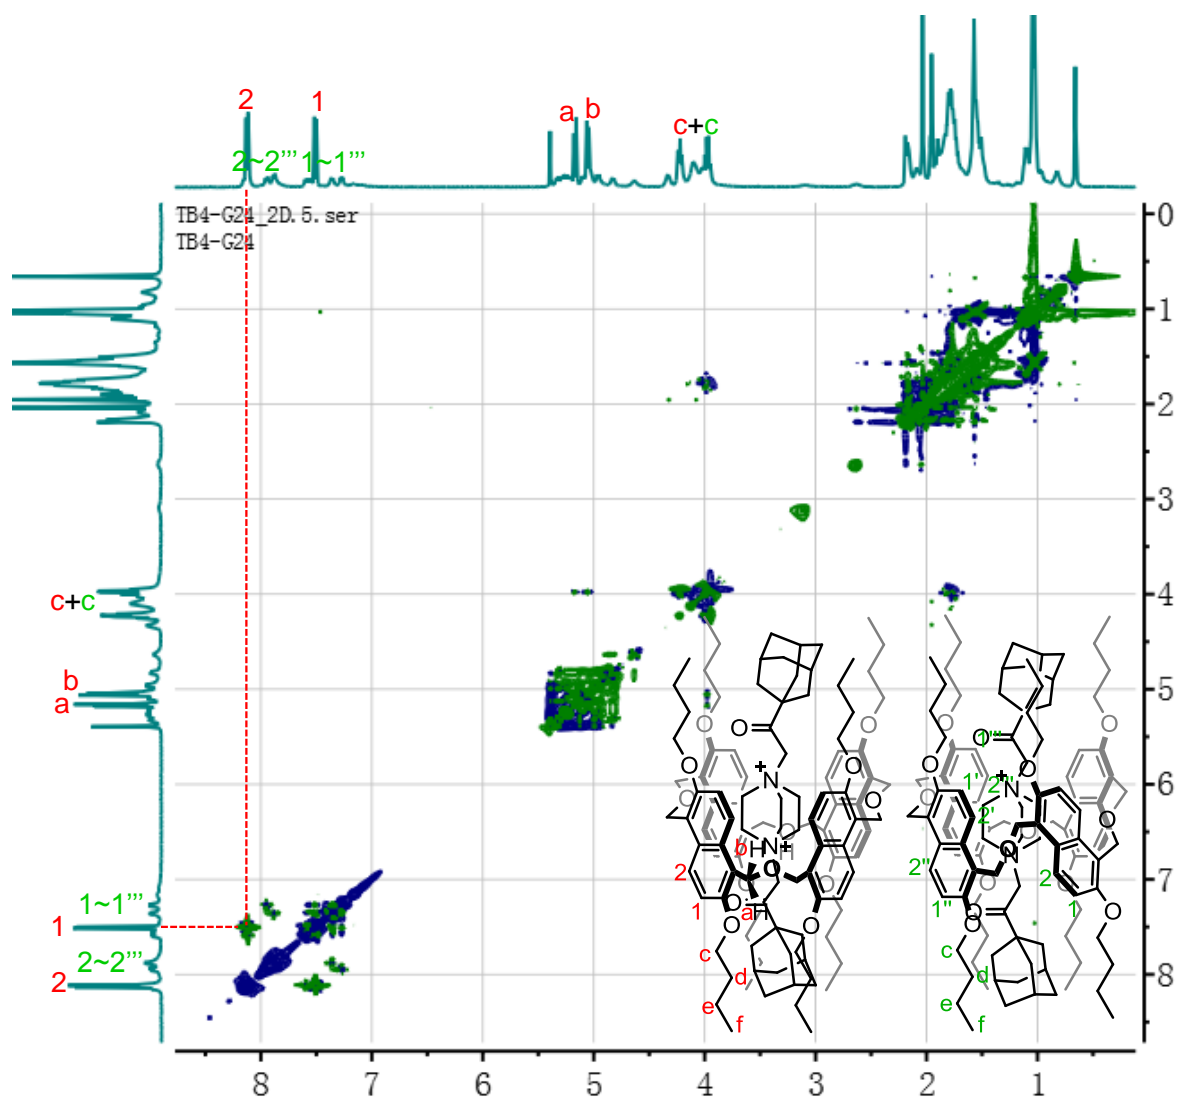 2
1
a b
c+c
2~2''' 1~1'''
TB4-G24_2D.5.ser
TB4-G24
0
1
2
3
4
5
6
7
8
c+c
b
a
1~1'''
1
2~2'''
2
8 7 6 5 4 3 2 1
O
O
O
O
N
+
O
N
+
b
H
H
2
O
1
O
a
H
O
O
c
d
e
f
O
O
O
1'''
O
O
1'
+
N
2'''
2'
O
O
N
2''
2
1''
1
O
O
O
O
c
d
e
f